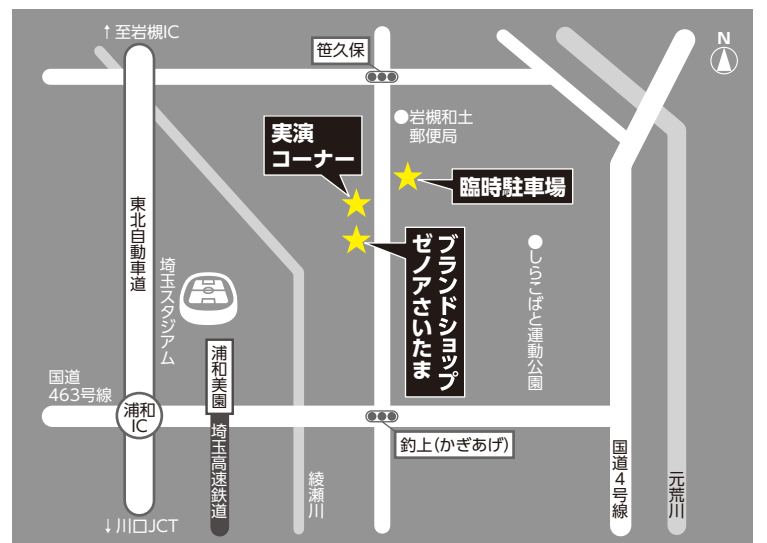 ↑至岩槻IC
笹久保
N
岩槻和土
郵便局
実演
コーナー
臨時駐車場
東北自動車道
埼玉スタジアム
ブランドショップ
ゼノアさいたま
しらこばと運動公園
浦和美園
国道
463号線
浦和
IC
釣上(かぎあげ)
埼玉高速鉄道
綾瀬川
国道4号線
元荒川
↓川口JCT